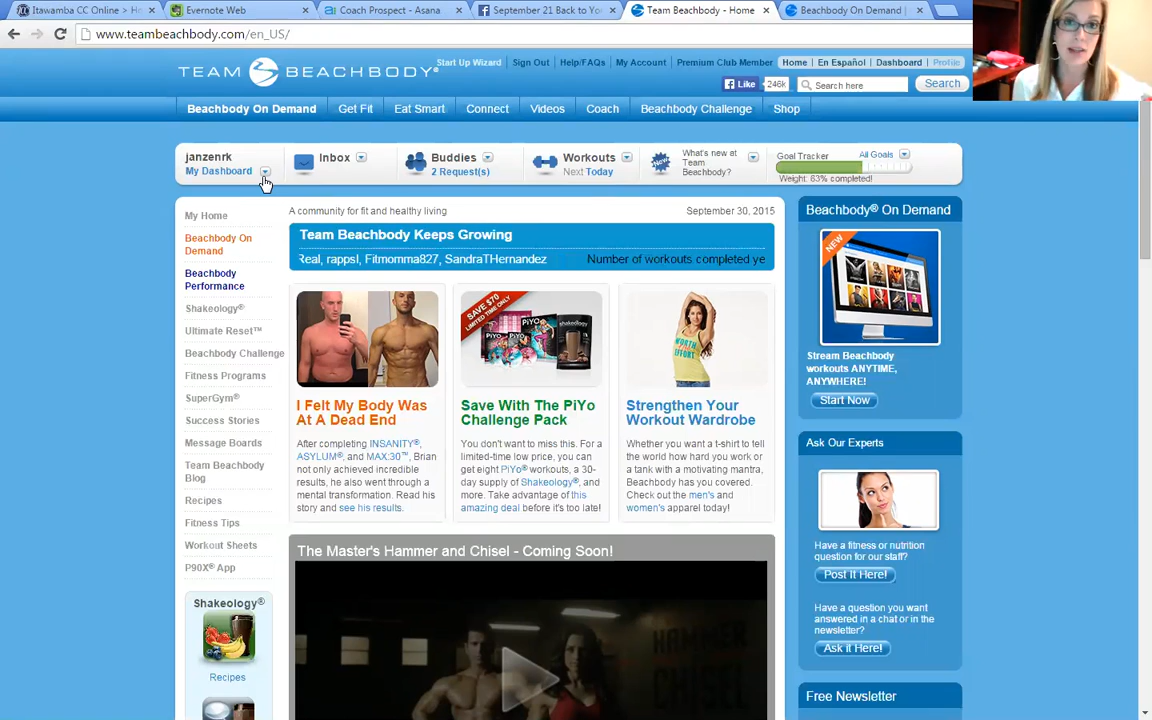 Itawamba CC Online > Ho
Evernote Web
Coach Prospect - Asana
September 21 Back to Yo
Team Beachbody - Home
Beachbody On Demand |
www.teambeachbody.com/en_US/
TEAM BEACHBODY®
Start Up Wizard Sign Out Help/FAQs My Account Premium Club Member Home En Español Dashboard Profile
Like 246k Search here Search
Beachbody On Demand Get Fit Eat Smart Connect Videos Coach Beachbody Challenge Shop
janzenrk
My Dashboard
Inbox
Buddies
2 Request(s)
Workouts
Next Today
New
What's new at
Team
Beachbody?
Goal Tracker All Goals
Weight: 63% completed!
My Home
Beachbody On
Demand
Beachbody
Performance
Shakeology®
Ultimate Reset™
Beachbody Challenge
Fitness Programs
SuperGym®
Success Stories
Message Boards
Team Beachbody
Blog
Recipes
Fitness Tips
Workout Sheets
P90X® App
Shakeology®
Recipes
A community for fit and healthy living September 30, 2015
Team Beachbody Keeps Growing
Real, rappsl, Fitmomma827, SandraTHernandez Number of workouts completed ye
I Felt My Body Was
At A Dead End
After completing INSANITY®,
ASYLUM®, and MAX:30™, Brian
not only achieved incredible
results, he also went through a
mental transformation. Read his
story and see his results.
SAVE $70
LIMITED TIME ONLY
Save With The PiYo
Challenge Pack
You don't want to miss this. For a
limited-time low price, you can
get eight PiYo® workouts, a 30-
day supply of Shakeology®, and
more. Take advantage of this
amazing deal before it's too late!
WORTH
EFFORT
Strengthen Your
Workout Wardrobe
Whether you want a t-shirt to tell
the world how hard you work or
a tank with a motivating mantra,
Beachbody has you covered.
Check out the men's and
women's apparel today!
The Master's Hammer and Chisel - Coming Soon!
HAMMER
CHISEL
Beachbody® On Demand
NEW
Stream Beachbody
workouts ANYTIME,
ANYWHERE!
Start Now
Ask Our Experts
Have a fitness or nutrition
question for our staff?
Post It Here!
Have a question you want
answered in a chat or in the
newsletter?
Ask it Here!
Free Newsletter